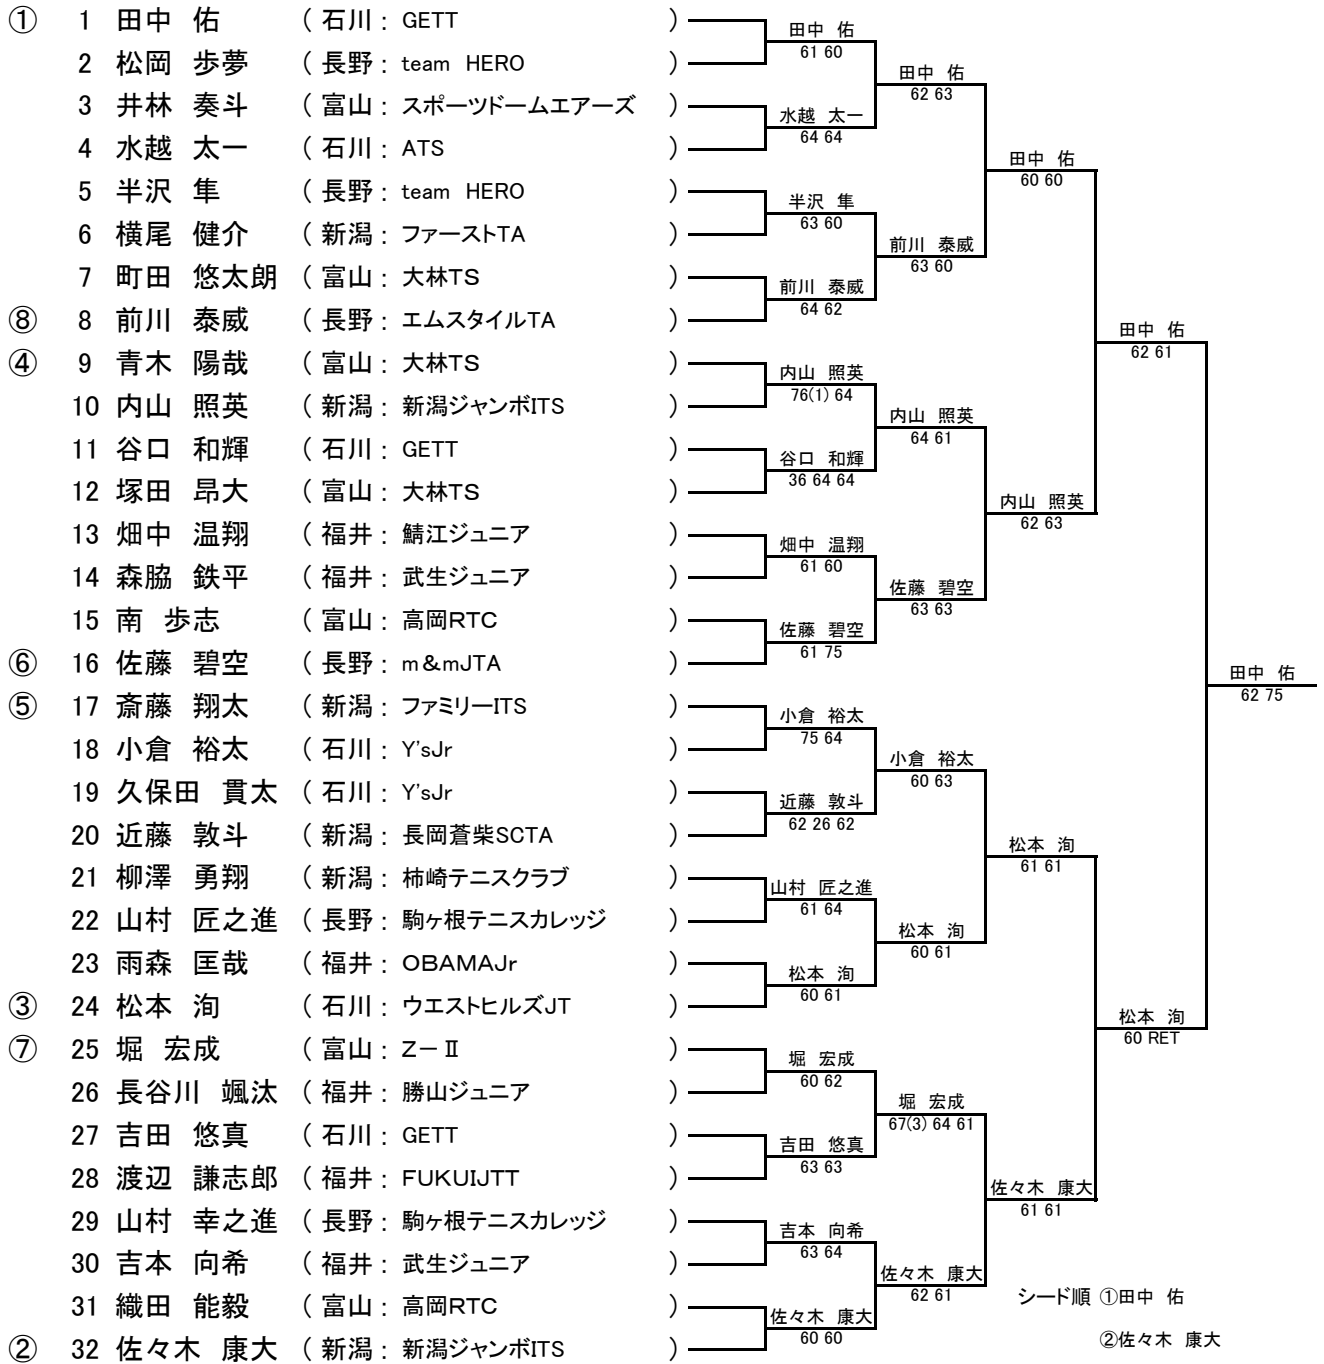 ① 1 田中 佑 ( 石川 : GETT )
2 松岡 歩夢 ( 長野 : team HERO )
3 井林 奏斗 ( 富山 : スポーツドームエアーズ )
4 水越 太一 ( 石川 : ATS )
5 半沢 隼 ( 長野 : team HERO )
6 横尾 健介 ( 新潟 : ファーストTA )
7 町田 悠太朗 ( 富山 : 大林TS )
⑧ 8 前川 泰威 ( 長野 : エムスタイルTA )
④ 9 青木 陽哉 ( 富山 : 大林TS )
10 内山 照英 ( 新潟 : 新潟ジャンボITS )
11 谷口 和輝 ( 石川 : GETT )
12 塚田 昂大 ( 富山 : 大林TS )
13 畑中 温翔 ( 福井 : 鯖江ジュニア )
14 森脇 鉄平 ( 福井 : 武生ジュニア )
15 南 歩志 ( 富山 : 高岡RTC )
⑥ 16 佐藤 碧空 ( 長野 : m&mJTA )
⑤ 17 斎藤 翔太 ( 新潟 : ファミリーITS )
18 小倉 裕太 ( 石川 : Y'sJr )
19 久保田 貫太 ( 石川 : Y'sJr )
20 近藤 敦斗 ( 新潟 : 長岡蒼柴SCTA )
21 柳澤 勇翔 ( 新潟 : 柿崎テニスクラブ )
22 山村 匠之進 ( 長野 : 駒ヶ根テニスカレッジ )
23 雨森 匡哉 ( 福井 : OBAMAJr )
③ 24 松本 洵 ( 石川 : ウエストヒルズJT )
⑦ 25 堀 宏成 ( 富山 : Z-Ⅱ )
26 長谷川 颯汰 ( 福井 : 勝山ジュニア )
27 吉田 悠真 ( 石川 : GETT )
28 渡辺 謙志郎 ( 福井 : FUKUIJTT )
29 山村 幸之進 ( 長野 : 駒ヶ根テニスカレッジ )
30 吉本 向希 ( 福井 : 武生ジュニア )
31 織田 能毅 ( 富山 : 高岡RTC )
② 32 佐々木 康大 ( 新潟 : 新潟ジャンボITS )
田中 佑
61 60
水越 太一
64 64
半沢 隼
63 60
前川 泰威
64 62
内山 照英
76(1) 64
谷口 和輝
36 64 64
畑中 温翔
61 60
佐藤 碧空
61 75
小倉 裕太
75 64
近藤 敦斗
62 26 62
山村 匠之進
61 64
松本 洵
60 61
堀 宏成
60 62
吉田 悠真
63 63
吉本 向希
63 64
佐々木 康大
60 60
田中 佑
62 63
前川 泰威
63 60
内山 照英
64 61
佐藤 碧空
63 63
小倉 裕太
60 63
松本 洵
60 61
堀 宏成
67(3) 64 61
佐々木 康大
62 61
田中 佑
60 60
内山 照英
62 63
松本 洵
61 61
佐々木 康大
61 61
田中 佑
62 61
松本 洵
60 RET
田中 佑
62 75
シード順 ①田中 佑
②佐々木 康大